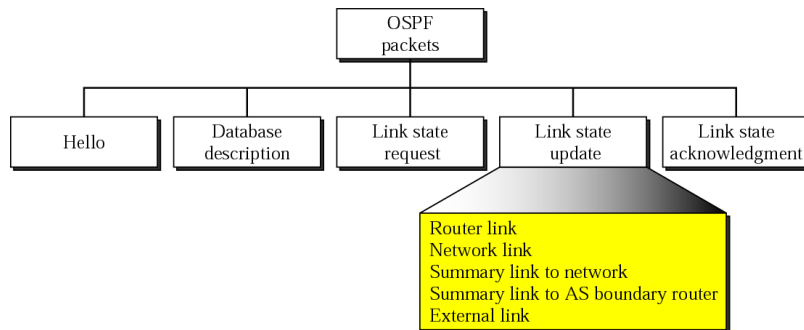 OSPF
packets
Hello
Database
description
Link state
request
Link state
update
Link state
acknowledgment
Router link
Network link
Summary link to network
Summary link to AS boundary router
External link